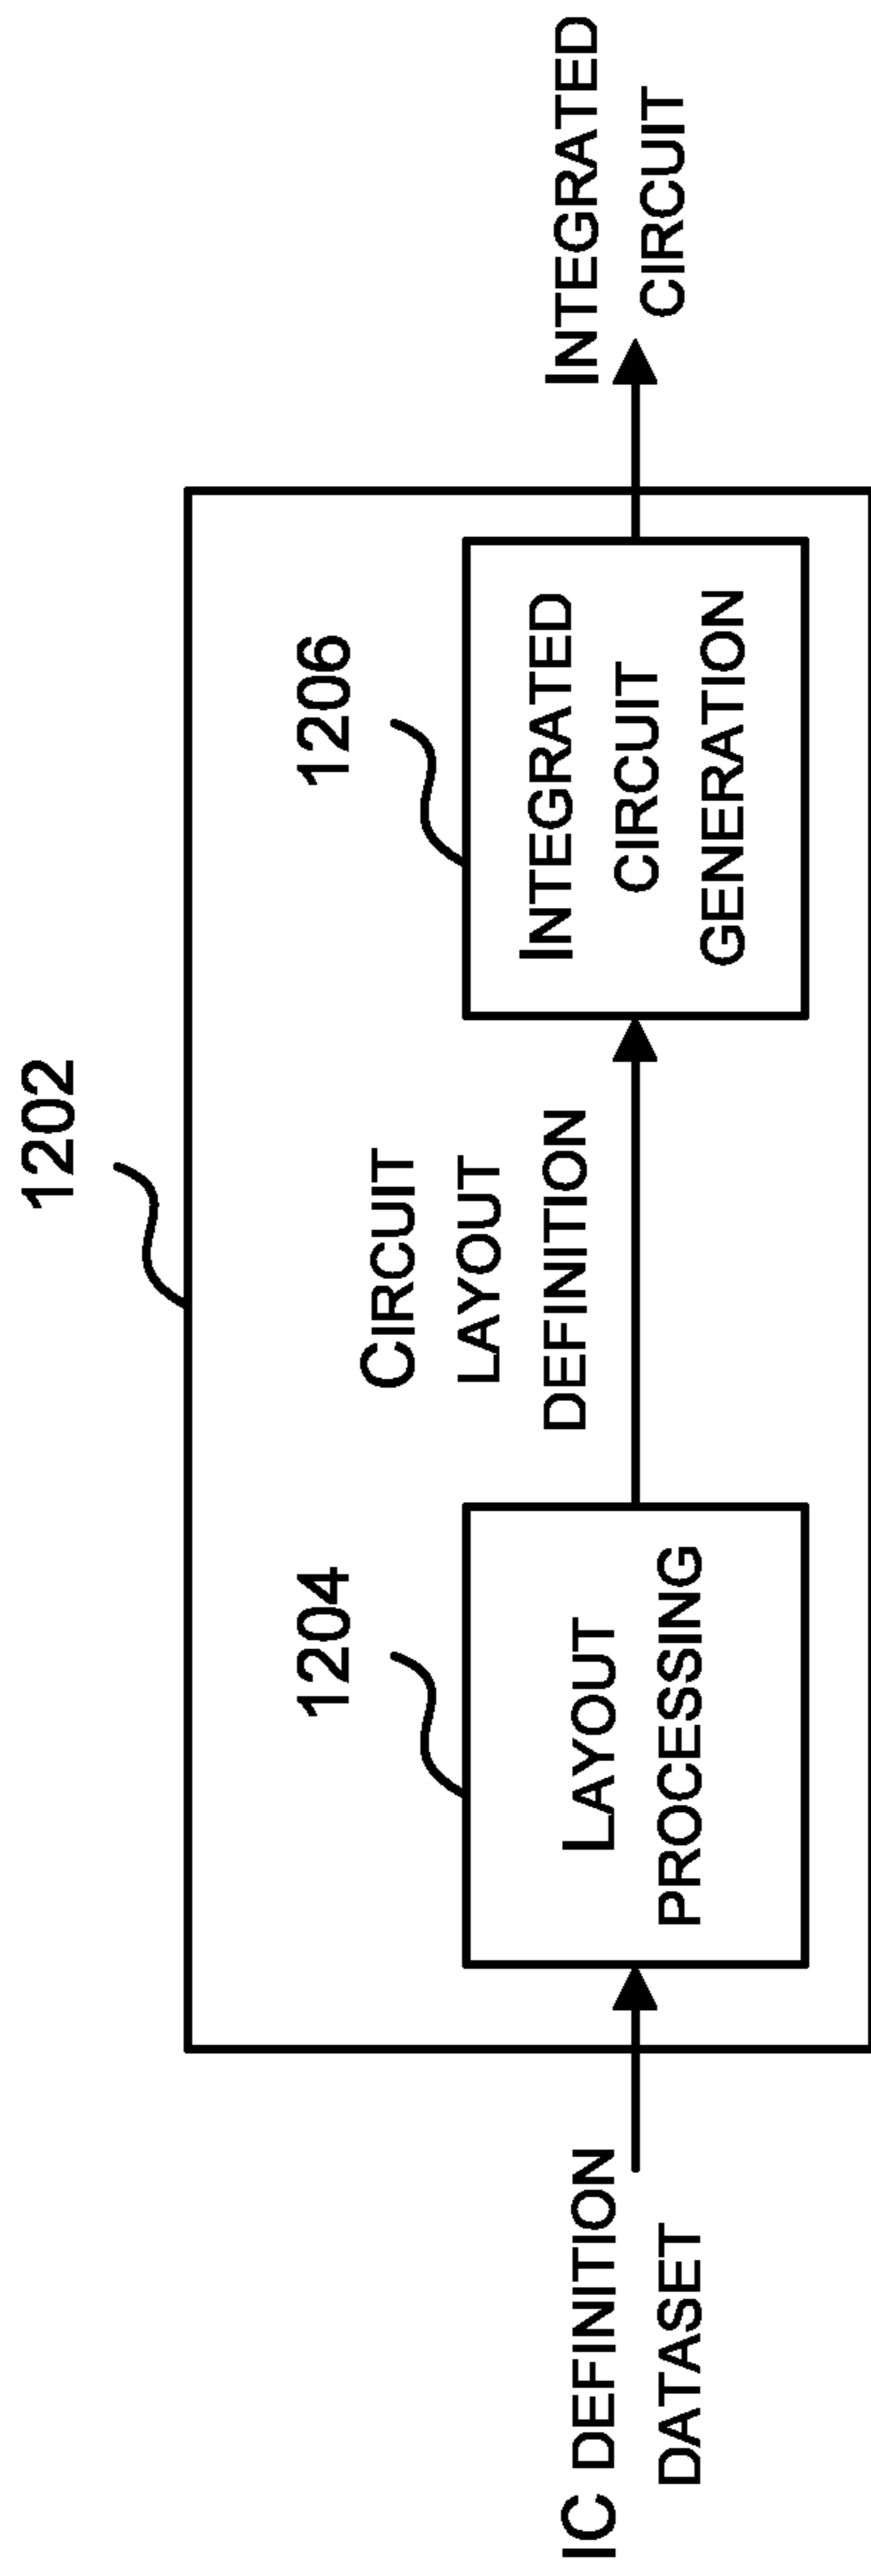 1202
IC DEFINITION
DATASET
1204
LAYOUT
PROCESSING
CIRCUIT
LAYOUT
DEFINITION
1206
INTEGRATED
CIRCUIT
GENERATION
INTEGRATED
CIRCUIT